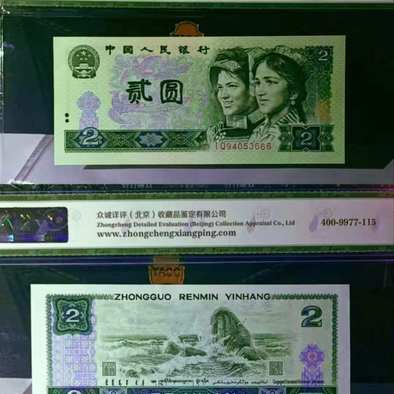 中国人民银行
贰圆
2
2
IQ94053666
众诚详评（北京）收藏品鉴定有限公司
Zhongcheng Detailed Evaluation (Beijing) Collection Appraisal Co., Ltd
400-9977-115
www.zhongchengxiangping.com
TACC
ZHONGGUO RENMIN YINHANG
2
2